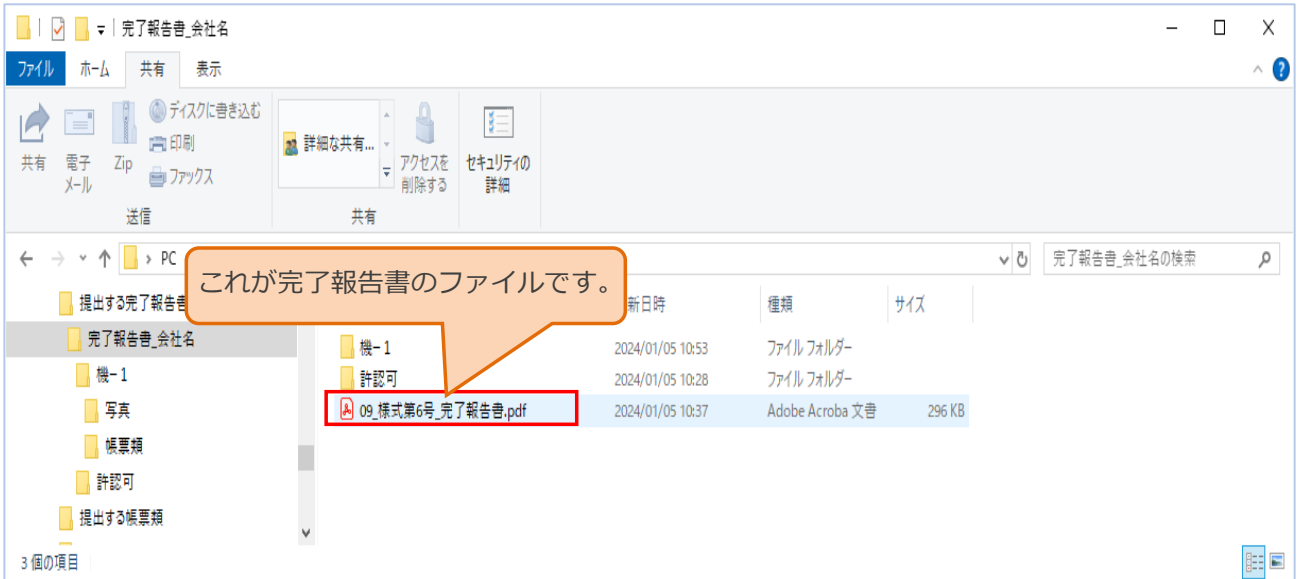 完了報告書_会社名
ファイル ホーム 共有 表示
共有
電子
メール
Zip
ディスクに書き込む
印刷
ファックス
送信
詳細な共有...
アクセスを
削除する
共有
セキュリティの
詳細
PC
完了報告書_会社名の検索
これが完了報告書のファイルです。
新日時 種類 サイズ
提出する完了報告書
完了報告書_会社名
機-1
写真
帳票類
許認可
提出する帳票類
機-1 2024/01/05 10:53 ファイル フォルダー
許認可 2024/01/05 10:28 ファイル フォルダー
09_様式第6号_完了報告書.pdf 2024/01/05 10:37 Adobe Acroba 文書 296 KB
3 個の項目